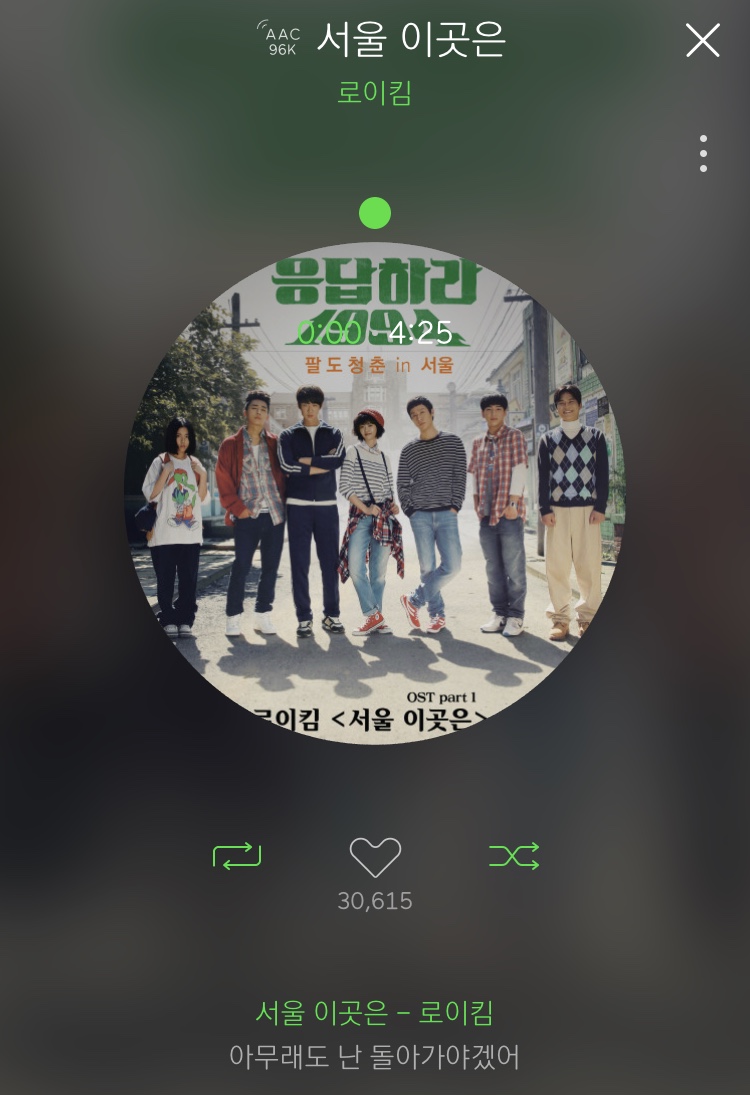 AAC
96K
서울 이곳은
로이킴
응답하라
1994
0:00 · 4:25
팔도청춘 in 서울
OST part 1
로이킴 <서울 이곳은>
30,615
서울 이곳은 – 로이킴
아무래도 난 돌아가야겠어